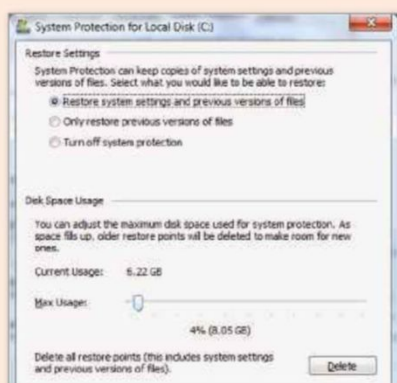 System Protection for Local Disk (C:)
Restore Settings
System Protection can keep copies of system settings and previous
versions of files. Select what you would like to be able to restore:
Restore system settings and previous versions of files
Only restore previous versions of files
Turn off system protection
Disk Space Usage
You can adjust the maximum disk space used for system protection. As
space fills up, older restore points will be deleted to make room for new
ones.
Current Usage: 6.22 GB
Max Usage:
4% (8.05 GB)
Delete all restore points (this includes system settings
and previous versions of files).
Delete